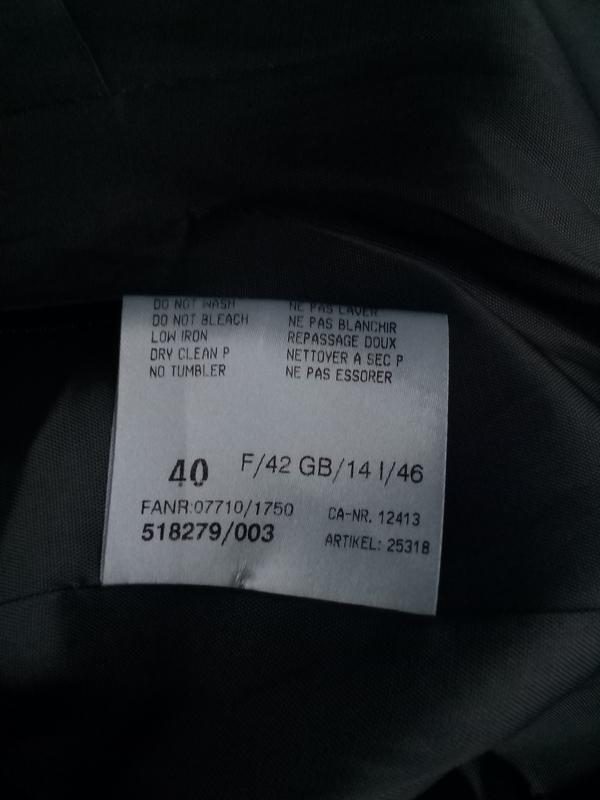 DO NOT WASH NE PAS LAVER
DO NOT BLEACH NE PAS BLANCHIR
LOW IRON REPASSAGE DOUX
DRY CLEAN P NETTOYER A SEC P
NO TUMBLER NE PAS ESSORER
40 F/42 GB/14 I/46
FANR:07710/1750 CA-NR. 12413
518279/003 ARTIKEL: 25318